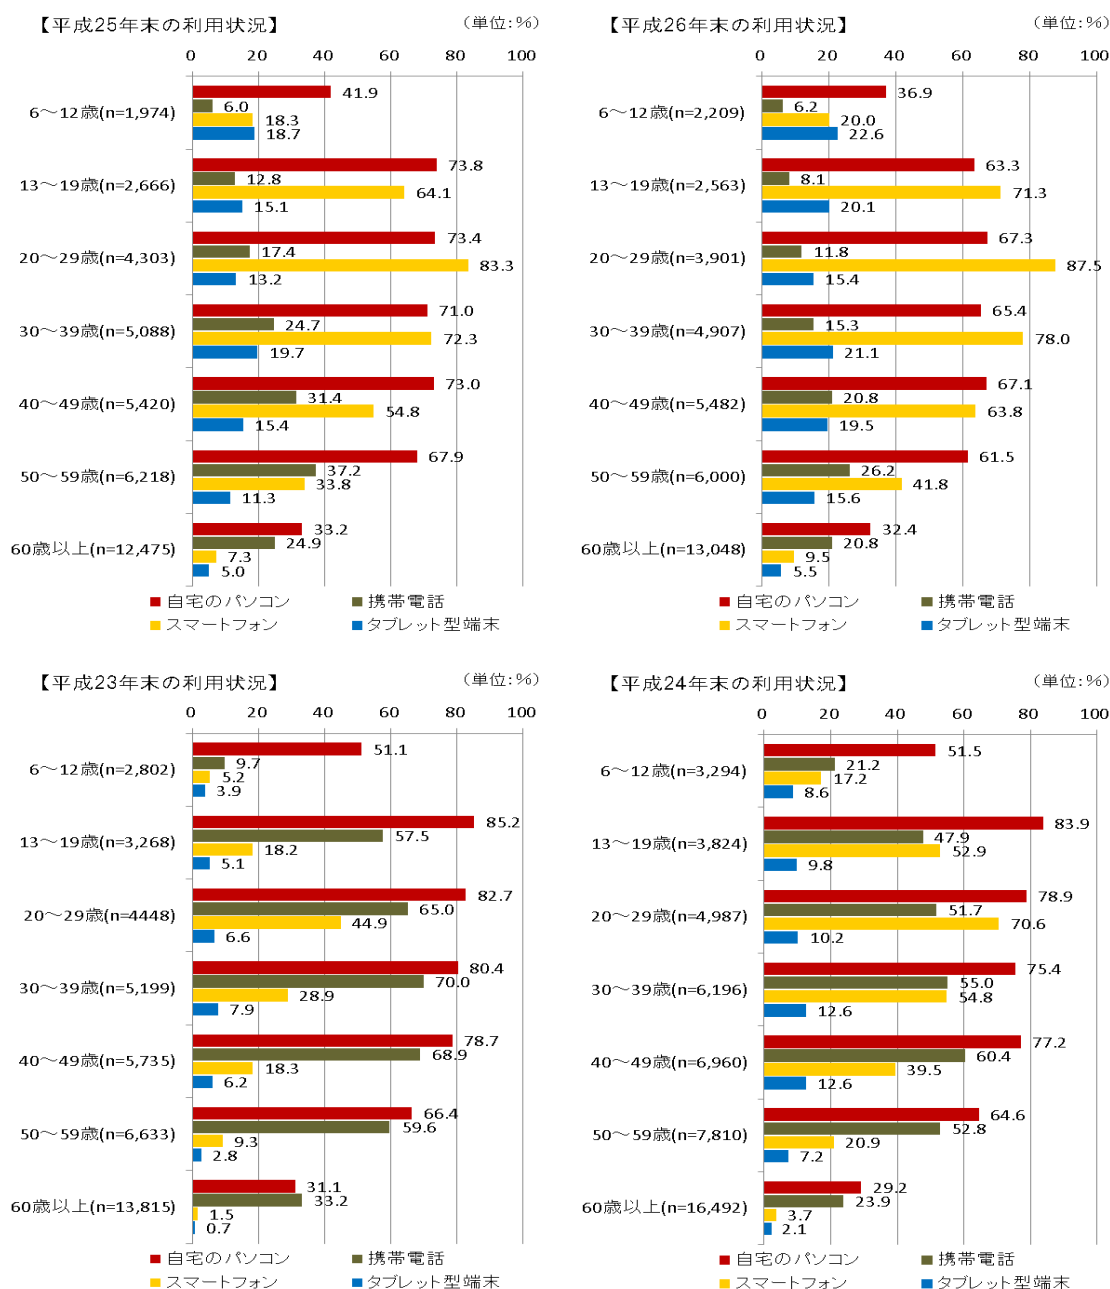 【平成25年末の利用状況】 （単位：％）
0 20 40 60 80 100
6～12歳(n=1,974) 41.9 6.0 18.3 18.7
13～19歳(n=2,666) 73.8 12.8 64.1 15.1
20～29歳(n=4,303) 73.4 17.4 83.3 13.2
30～39歳(n=5,088) 71.0 24.7 72.3 19.7
40～49歳(n=5,420) 73.0 31.4 54.8 15.4
50～59歳(n=6,218) 67.9 37.2 33.8 11.3
60歳以上(n=12,475) 33.2 24.9 7.3 5.0
自宅のパソコン 携帯電話
スマートフォン タブレット型端末
【平成26年末の利用状況】 （単位：％）
0 20 40 60 80 100
6～12歳(n=2,209) 36.9 6.2 20.0 22.6
13～19歳(n=2,563) 63.3 8.1 71.3 20.1
20～29歳(n=3,901) 67.3 11.8 87.5 15.4
30～39歳(n=4,907) 65.4 15.3 78.0 21.1
40～49歳(n=5,482) 67.1 20.8 63.8 19.5
50～59歳(n=6,000) 61.5 26.2 41.8 15.6
60歳以上(n=13,048) 32.4 20.8 9.5 5.5
自宅のパソコン 携帯電話
スマートフォン タブレット型端末
【平成23年末の利用状況】 （単位：％）
0 20 40 60 80 100
6～12歳(n=2,802) 51.1 9.7 5.2 3.9
13～19歳(n=3,268) 85.2 57.5 18.2 5.1
20～29歳(n=4448) 82.7 65.0 44.9 6.6
30～39歳(n=5,199) 80.4 70.0 28.9 7.9
40～49歳(n=5,735) 78.7 68.9 18.3 6.2
50～59歳(n=6,633) 66.4 59.6 9.3 2.8
60歳以上(n=13,815) 31.1 33.2 1.5 0.7
自宅のパソコン 携帯電話
スマートフォン タブレット型端末
【平成24年末の利用状況】 （単位：％）
0 20 40 60 80 100
6～12歳(n=3,294) 51.5 21.2 17.2 8.6
13～19歳(n=3,824) 83.9 47.9 52.9 9.8
20～29歳(n=4,987) 78.9 51.7 70.6 10.2
30～39歳(n=6,196) 75.4 55.0 54.8 12.6
40～49歳(n=6,960) 77.2 60.4 39.5 12.6
50～59歳(n=7,810) 64.6 52.8 20.9 7.2
60歳以上(n=16,492) 29.2 23.9 3.7 2.1
自宅のパソコン 携帯電話
スマートフォン タブレット型端末